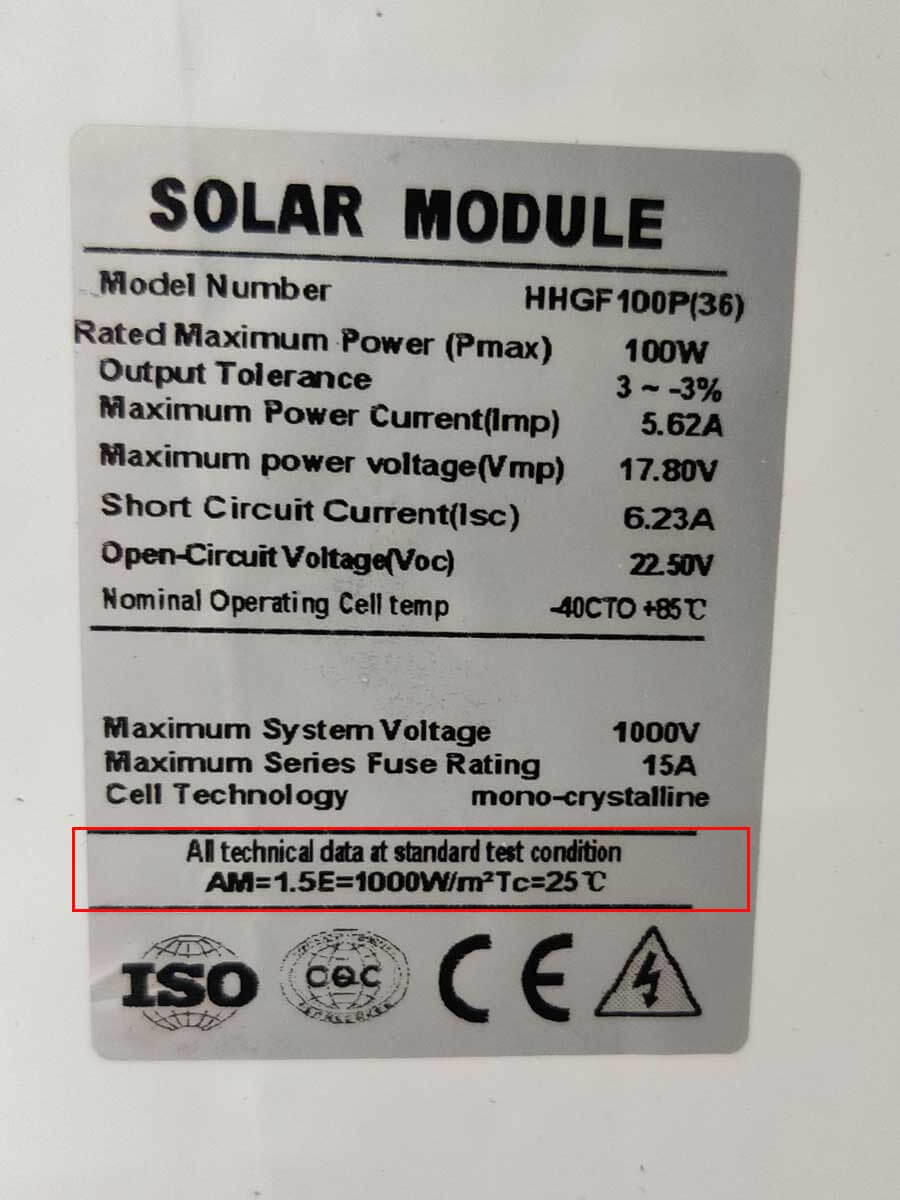 SOLAR MODULE
Model Number HHGF100P(36)
Rated Maximum Power (Pmax) 100W
Output Tolerance 3 ~ -3%
Maximum Power Current(Imp) 5.62A
Maximum power voltage(Vmp) 17.80V
Short Circuit Current(Isc) 6.23A
Open-Circuit Voltage(Voc) 22.50V
Nominal Operating Cell temp -40CTO +85℃
Maximum System Voltage 1000V
Maximum Series Fuse Rating 15A
Cell Technology mono-crystalline
All technical data at standard test condition
AM=1.5E=1000W/m²Tc=25℃
ISO CQC CE